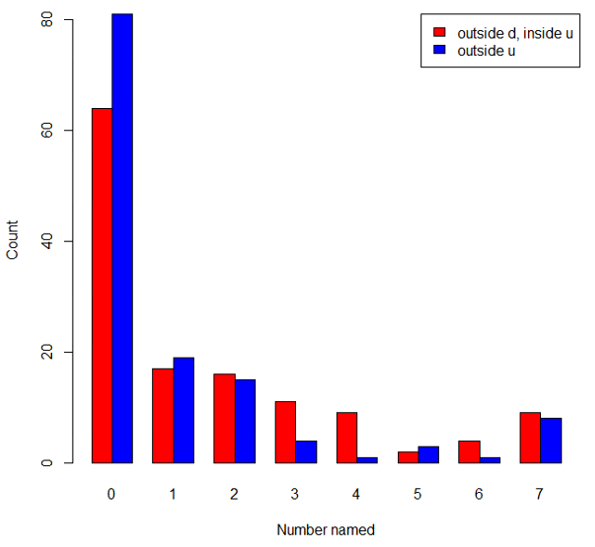 outside d, inside u
outside u
80
60
40
20
0
Count
0 1 2 3 4 5 6 7
Number named